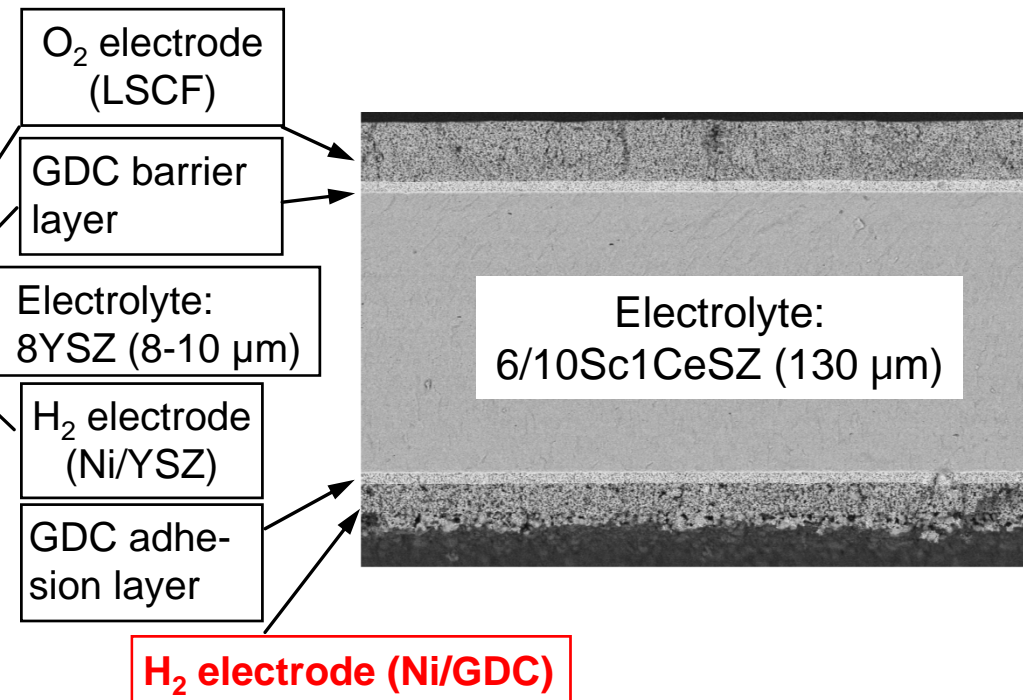 O₂ electrode
(LSCF)
GDC barrier
layer
Electrolyte:
8YSZ (8-10 µm)
Electrolyte:
6/10Sc1CeSZ (130 µm)
H₂ electrode
(Ni/YSZ)
GDC adhe-
sion layer
H₂ electrode (Ni/GDC)